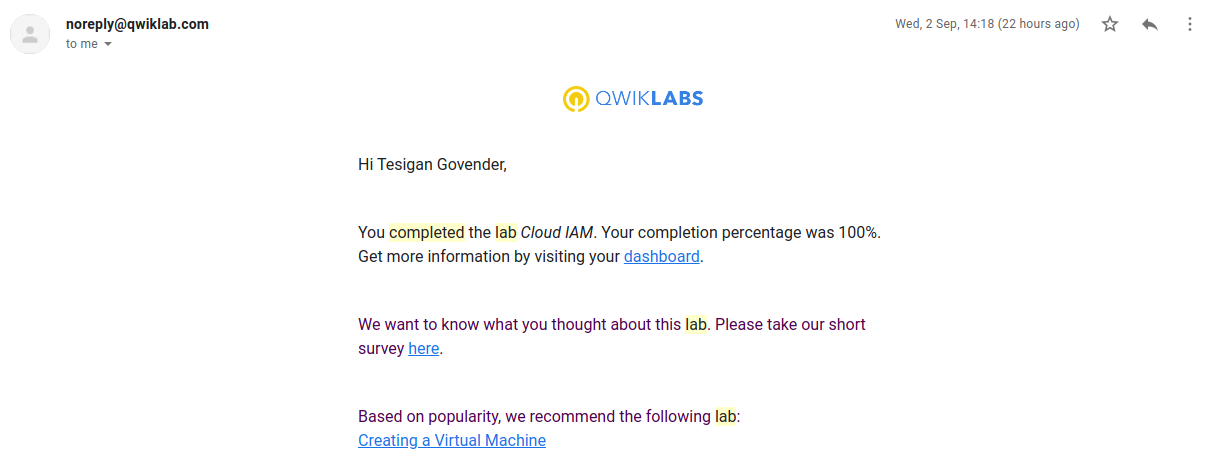 noreply@qwiklab.com
Wed, 2 Sep, 14:18 (22 hours ago)
to me
QWIKLABS
Hi Tesigan Govender,
You completed the lab Cloud IAM. Your completion percentage was 100%.
Get more information by visiting your dashboard.
We want to know what you thought about this lab. Please take our short
survey here.
Based on popularity, we recommend the following lab:
Creating a Virtual Machine